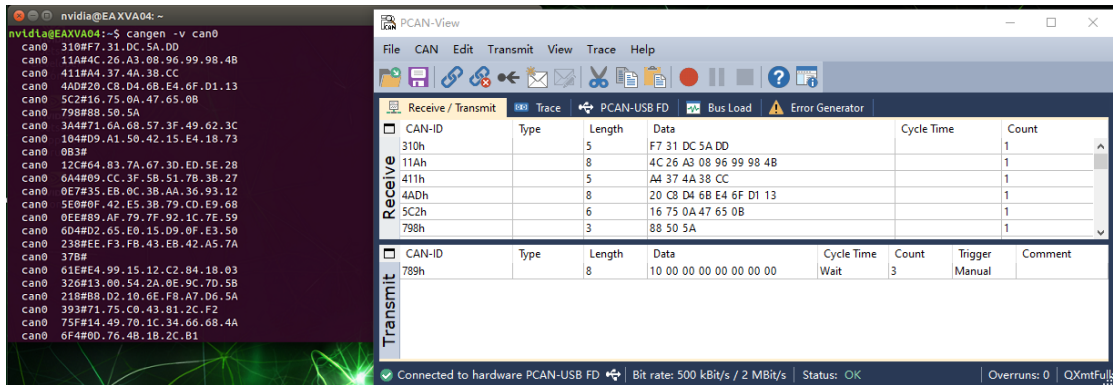 nvidia@EAXVA04: ~
nvidia@EAXVA04:~$ cangen -v can0
can0 310#F7.31.DC.5A.DD
can0 11A#4C.26.A3.08.96.99.98.4B
can0 411#A4.37.4A.38.CC
can0 4AD#20.C8.D4.6B.E4.6F.D1.13
can0 5C2#16.75.0A.47.65.0B
can0 798#88.50.5A
can0 3A4#71.6A.68.57.3F.49.62.3C
can0 104#D9.A1.50.42.15.E4.18.73
can0 0B3#
can0 12C#64.83.7A.67.3D.ED.5E.28
can0 6A4#09.CC.3F.5B.51.7B.3B.27
can0 0E7#35.EB.0C.3B.AA.36.93.12
can0 5E0#0F.42.E5.3B.79.CD.E9.68
can0 0EE#89.AF.79.7F.92.1C.7E.59
can0 6D4#D2.65.E0.15.D9.0F.E3.50
can0 238#EE.F3.FB.43.EB.42.A5.7A
can0 37B#
can0 61E#E4.99.15.12.C2.84.18.03
can0 326#13.00.54.2A.0E.9C.7D.5B
can0 218#B8.D2.10.6E.F8.A7.D6.5A
can0 393#71.75.C0.43.81.2C.F2
can0 75F#14.49.70.1C.34.66.68.4A
can0 6F4#0D.76.4B.1B.2C.B1
PCAN-View
File CAN Edit Transmit View Trace Help
Receive / Transmit Trace PCAN-USB FD Bus Load Error Generator
Receive
CAN-ID Type Length Data Cycle Time Count
310h 5 F7 31 DC 5A DD 1
11Ah 8 4C 26 A3 08 96 99 98 4B 1
411h 5 A4 37 4A 38 CC 1
4ADh 8 20 C8 D4 6B E4 6F D1 13 1
5C2h 6 16 75 0A 47 65 0B 1
798h 3 88 50 5A 1
Transmit
CAN-ID Type Length Data Cycle Time Count Trigger Comment
789h 8 10 00 00 00 00 00 00 00 Wait 3 Manual
Connected to hardware PCAN-USB FD Bit rate: 500 kBit/s / 2 MBit/s Status: OK Overruns: 0 QXmtFull: